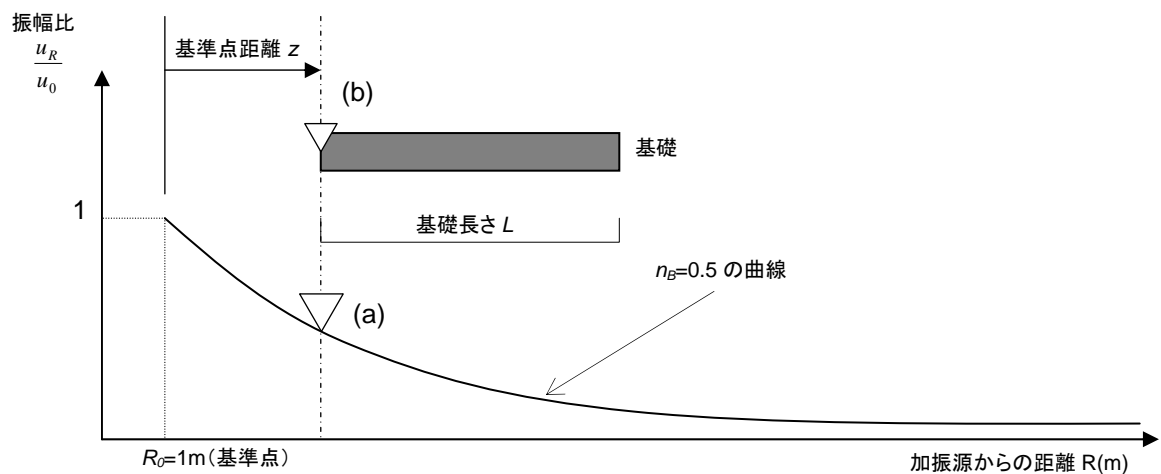 振幅比
u_R
u_0
基準点距離 z
(b)
基礎
1
基礎長さ L
n_B=0.5 の曲線
(a)
R_0=1m（基準点）
加振源からの距離 R(m)